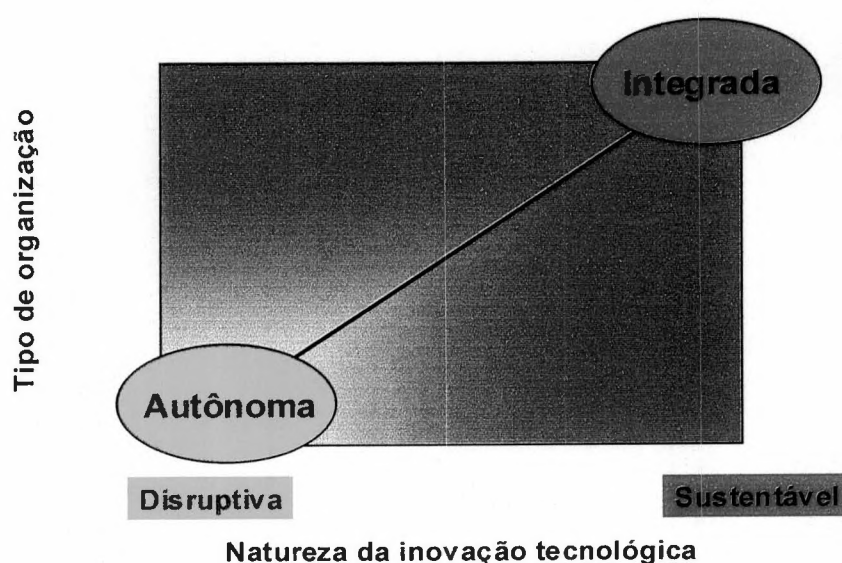 Integrada
Tipo de organização
Autônoma
Disruptiva
Sustentável
Natureza da inovação tecnológica